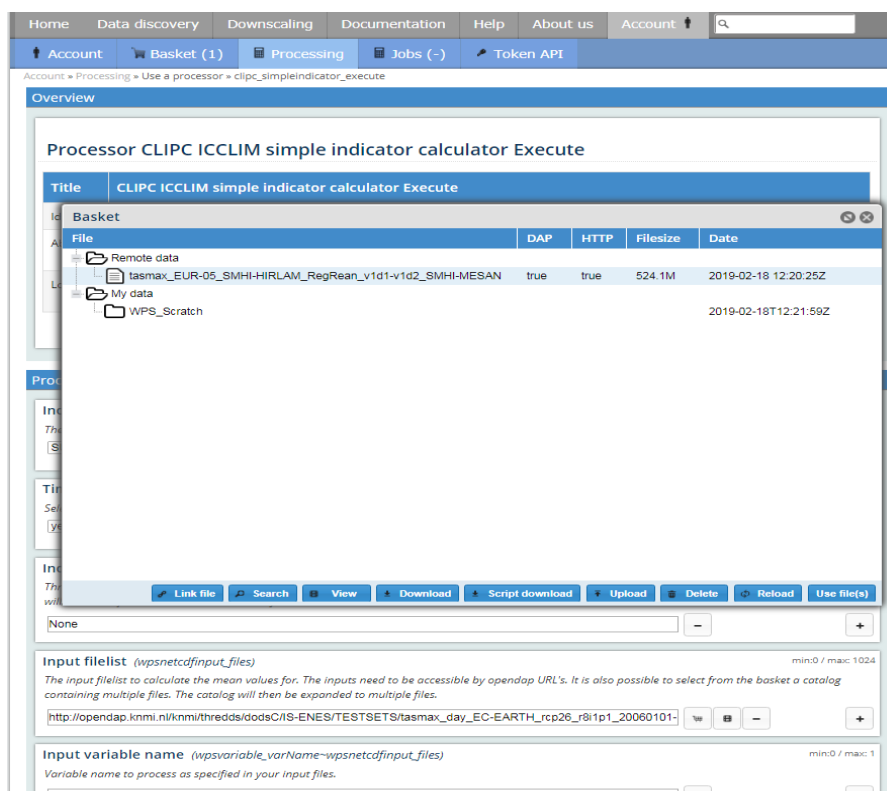 Home Data discovery Downscaling Documentation Help About us Account
Account Basket (1) Processing Jobs (-) Token API
Account » Processing » Use a processor » clipc_simpleindicator_execute
Overview
Processor CLIPC ICCLIM simple indicator calculator Execute
Title CLIPC ICCLIM simple indicator calculator Execute
Basket
File DAP HTTP Filesize Date
Remote data
tasmax_EUR-05_SMHI-HIRLAM_RegRean_v1d1-v1d2_SMHI-MESAN true true 524.1M 2019-02-18 12:20:25Z
My data
WPS_Scratch 2019-02-18T12:21:59Z
Link file Search View Download Script download Upload Delete Reload Use file(s)
None
Input filelist (wpsnetcdfinput_files) min:0 / max: 1024
The input filelist to calculate the mean values for. The inputs need to be accessible by opendap URL's. It is also possible to select from the basket a catalog
containing multiple files. The catalog will then be expanded to multiple files.
http://opendap.knmi.nl/knmi/thredds/dodsC/IS-ENES/TESTSETS/tasmax_day_EC-EARTH_rcp26_r8i1p1_20060101-
Input variable name (wpsvariable_varName~wpsnetcdfinput_files) min:0 / max: 1
Variable name to process as specified in your input files.